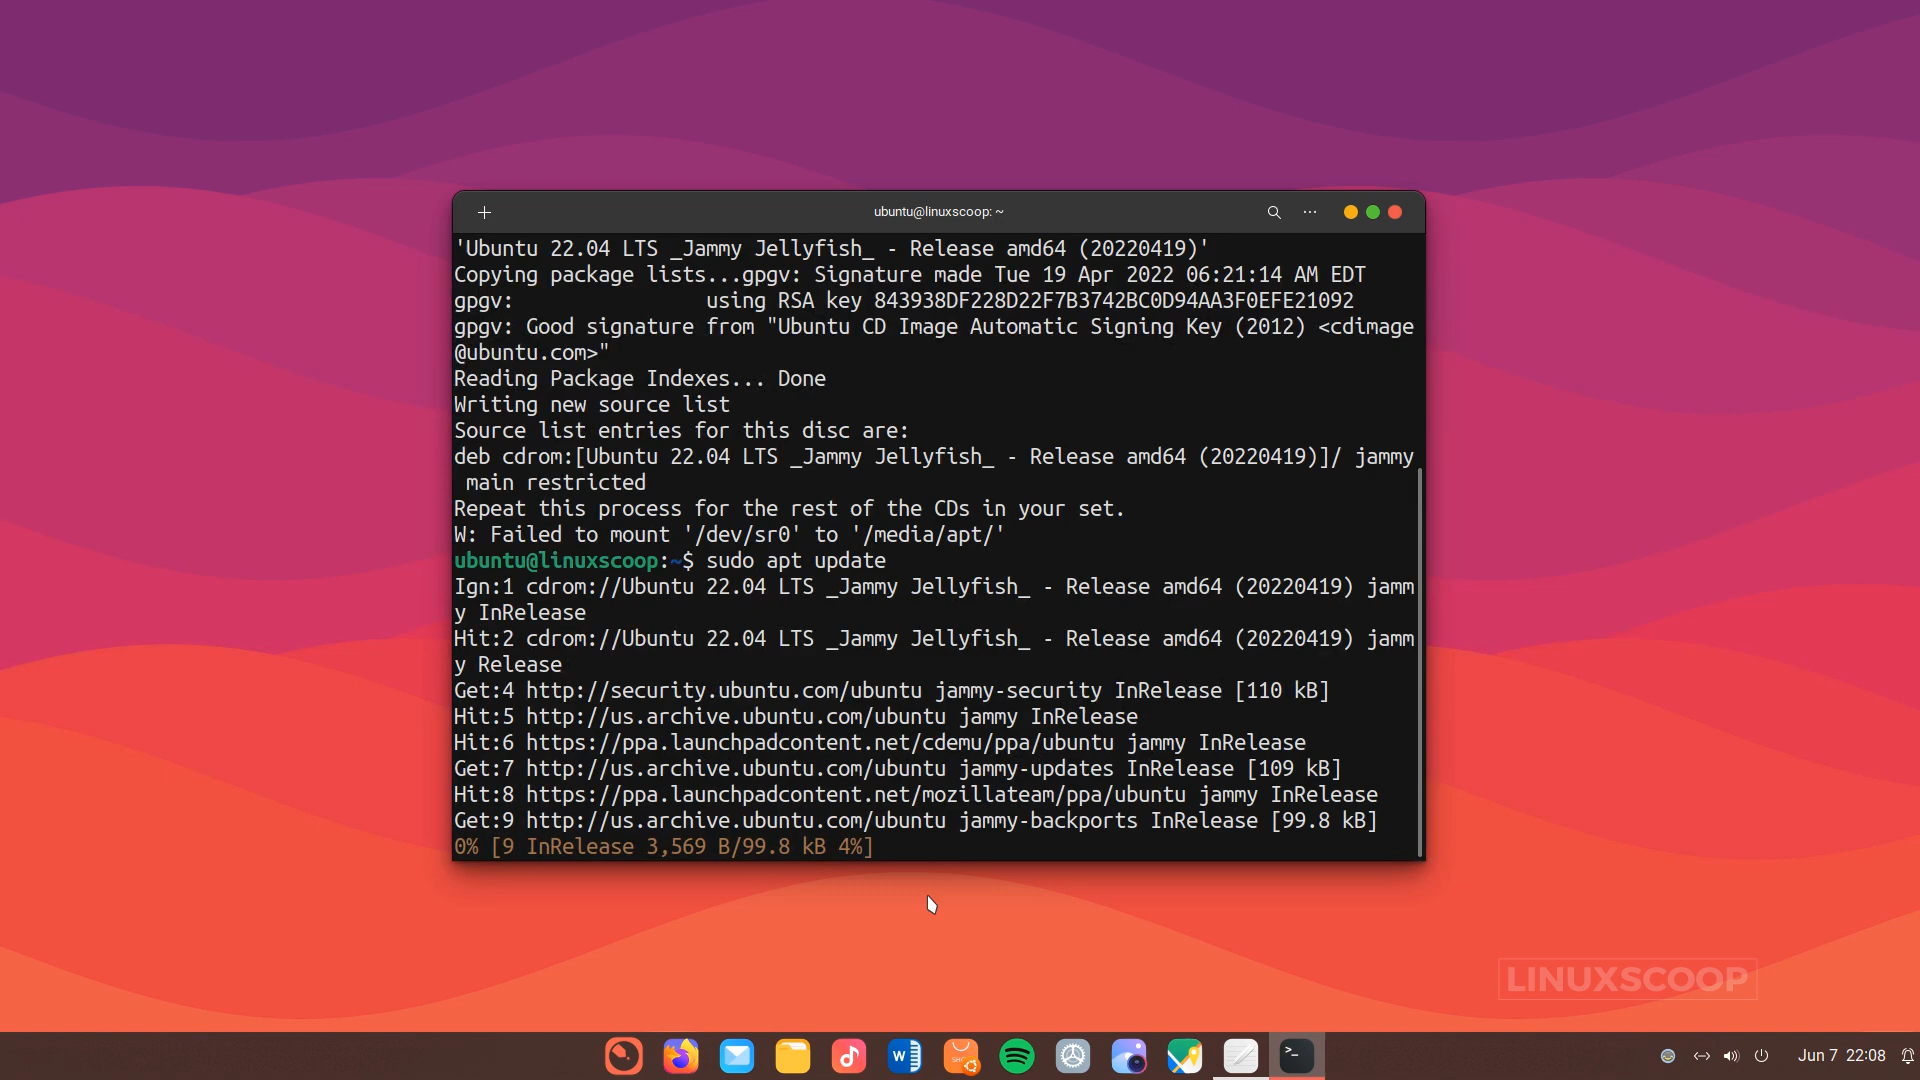 ubuntu@linuxscoop: ~
'Ubuntu 22.04 LTS _Jammy Jellyfish_ - Release amd64 (20220419)'
Copying package lists...gpgv: Signature made Tue 19 Apr 2022 06:21:14 AM EDT
gpgv:                using RSA key 843938DF228D22F7B3742BC0D94AA3F0EFE21092
gpgv: Good signature from "Ubuntu CD Image Automatic Signing Key (2012) <cdimage
@ubuntu.com>"
Reading Package Indexes... Done
Writing new source list
Source list entries for this disc are:
deb cdrom:[Ubuntu 22.04 LTS _Jammy Jellyfish_ - Release amd64 (20220419)]/ jammy
 main restricted
Repeat this process for the rest of the CDs in your set.
W: Failed to mount '/dev/sr0' to '/media/apt/'
ubuntu@linuxscoop:~$ sudo apt update
Ign:1 cdrom://Ubuntu 22.04 LTS _Jammy Jellyfish_ - Release amd64 (20220419) jamm
y InRelease
Hit:2 cdrom://Ubuntu 22.04 LTS _Jammy Jellyfish_ - Release amd64 (20220419) jamm
y Release
Get:4 http://security.ubuntu.com/ubuntu jammy-security InRelease [110 kB]
Hit:5 http://us.archive.ubuntu.com/ubuntu jammy InRelease
Hit:6 https://ppa.launchpadcontent.net/cdemu/ppa/ubuntu jammy InRelease
Get:7 http://us.archive.ubuntu.com/ubuntu jammy-updates InRelease [109 kB]
Hit:8 https://ppa.launchpadcontent.net/mozillateam/ppa/ubuntu jammy InRelease
Get:9 http://us.archive.ubuntu.com/ubuntu jammy-backports InRelease [99.8 kB]
0% [9 InRelease 3,569 B/99.8 kB 4%]
LINUXSCOOP
W
>_
Jun 7 22:08